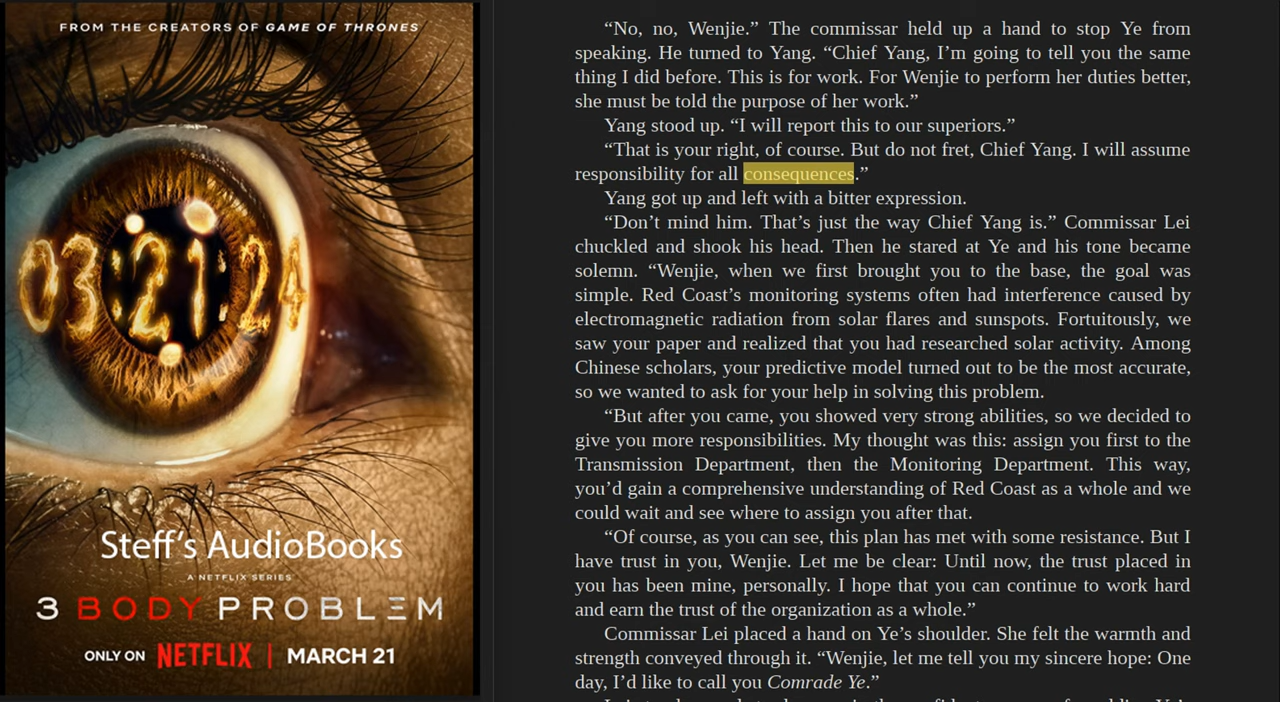 FROM THE CREATORS OF GAME OF THRONES
03:21:24
Steff's AudioBooks
A NETFLIX SERIES
3 BODY PROBLEM
ONLY ON NETFLIX | MARCH 21
“No, no, Wenjie.” The commissar held up a hand to stop Ye from
speaking. He turned to Yang. “Chief Yang, I’m going to tell you the same
thing I did before. This is for work. For Wenjie to perform her duties better,
she must be told the purpose of her work.”
Yang stood up. “I will report this to our superiors.”
“That is your right, of course. But do not fret, Chief Yang. I will assume
responsibility for all consequences.”
Yang got up and left with a bitter expression.
“Don’t mind him. That’s just the way Chief Yang is.” Commissar Lei
chuckled and shook his head. Then he stared at Ye and his tone became
solemn. “Wenjie, when we first brought you to the base, the goal was
simple. Red Coast’s monitoring systems often had interference caused by
electromagnetic radiation from solar flares and sunspots. Fortuitously, we
saw your paper and realized that you had researched solar activity. Among
Chinese scholars, your predictive model turned out to be the most accurate,
so we wanted to ask for your help in solving this problem.
“But after you came, you showed very strong abilities, so we decided to
give you more responsibilities. My thought was this: assign you first to the
Transmission Department, then the Monitoring Department. This way,
you’d gain a comprehensive understanding of Red Coast as a whole and we
could wait and see where to assign you after that.
“Of course, as you can see, this plan has met with some resistance. But I
have trust in you, Wenjie. Let me be clear: Until now, the trust placed in
you has been mine, personally. I hope that you can continue to work hard
and earn the trust of the organization as a whole.”
Commissar Lei placed a hand on Ye’s shoulder. She felt the warmth and
strength conveyed through it. “Wenjie, let me tell you my sincere hope: One
day, I’d like to call you Comrade Ye.”